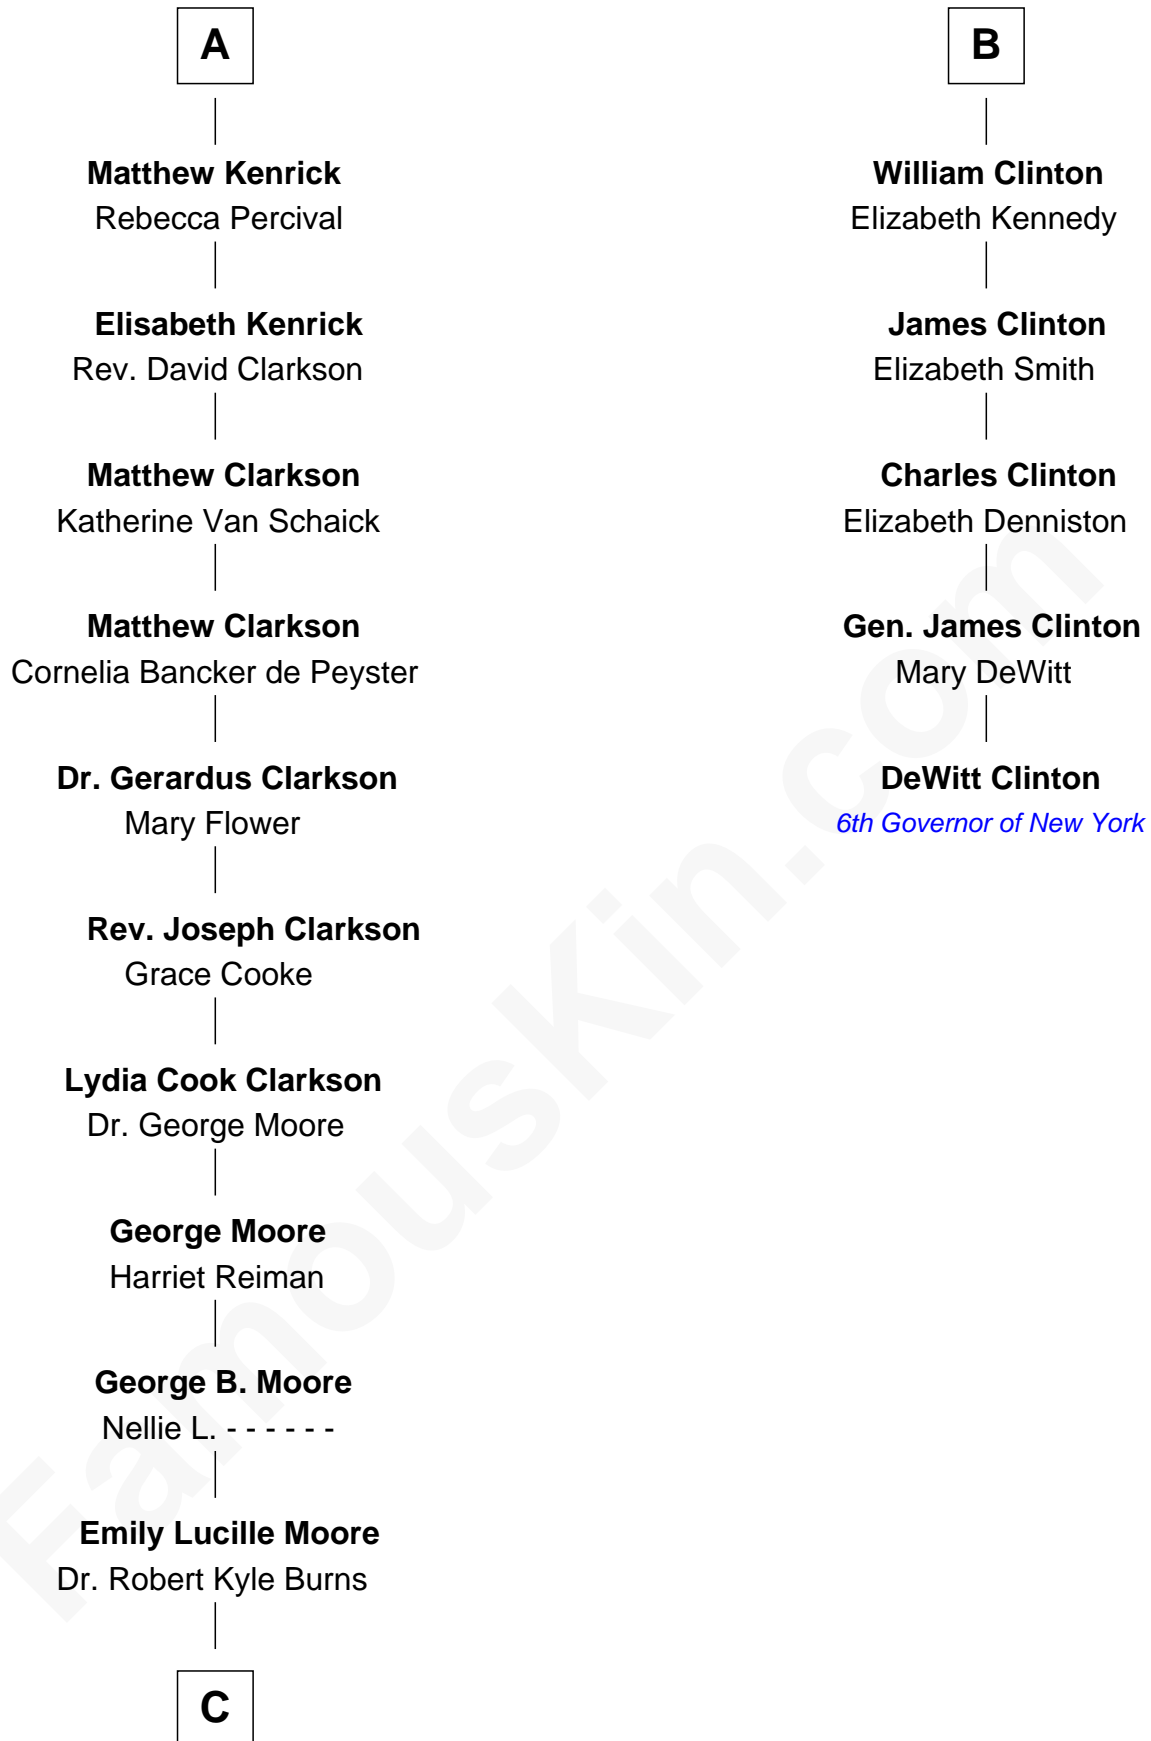 A
Matthew Kenrick
Rebecca Percival
Elisabeth Kenrick
Rev. David Clarkson
Matthew Clarkson
Katherine Van Schaick
Matthew Clarkson
Cornelia Bancker de Peyster
Dr. Gerardus Clarkson
Mary Flower
Rev. Joseph Clarkson
Grace Cooke
Lydia Cook Clarkson
Dr. George Moore
George Moore
Harriet Reiman
George B. Moore
Nellie L. - - - - - -
Emily Lucille Moore
Dr. Robert Kyle Burns
C
B
William Clinton
Elizabeth Kennedy
James Clinton
Elizabeth Smith
Charles Clinton
Elizabeth Denniston
Gen. James Clinton
Mary DeWitt
DeWitt Clinton
6th Governor of New York
FamousKin.com